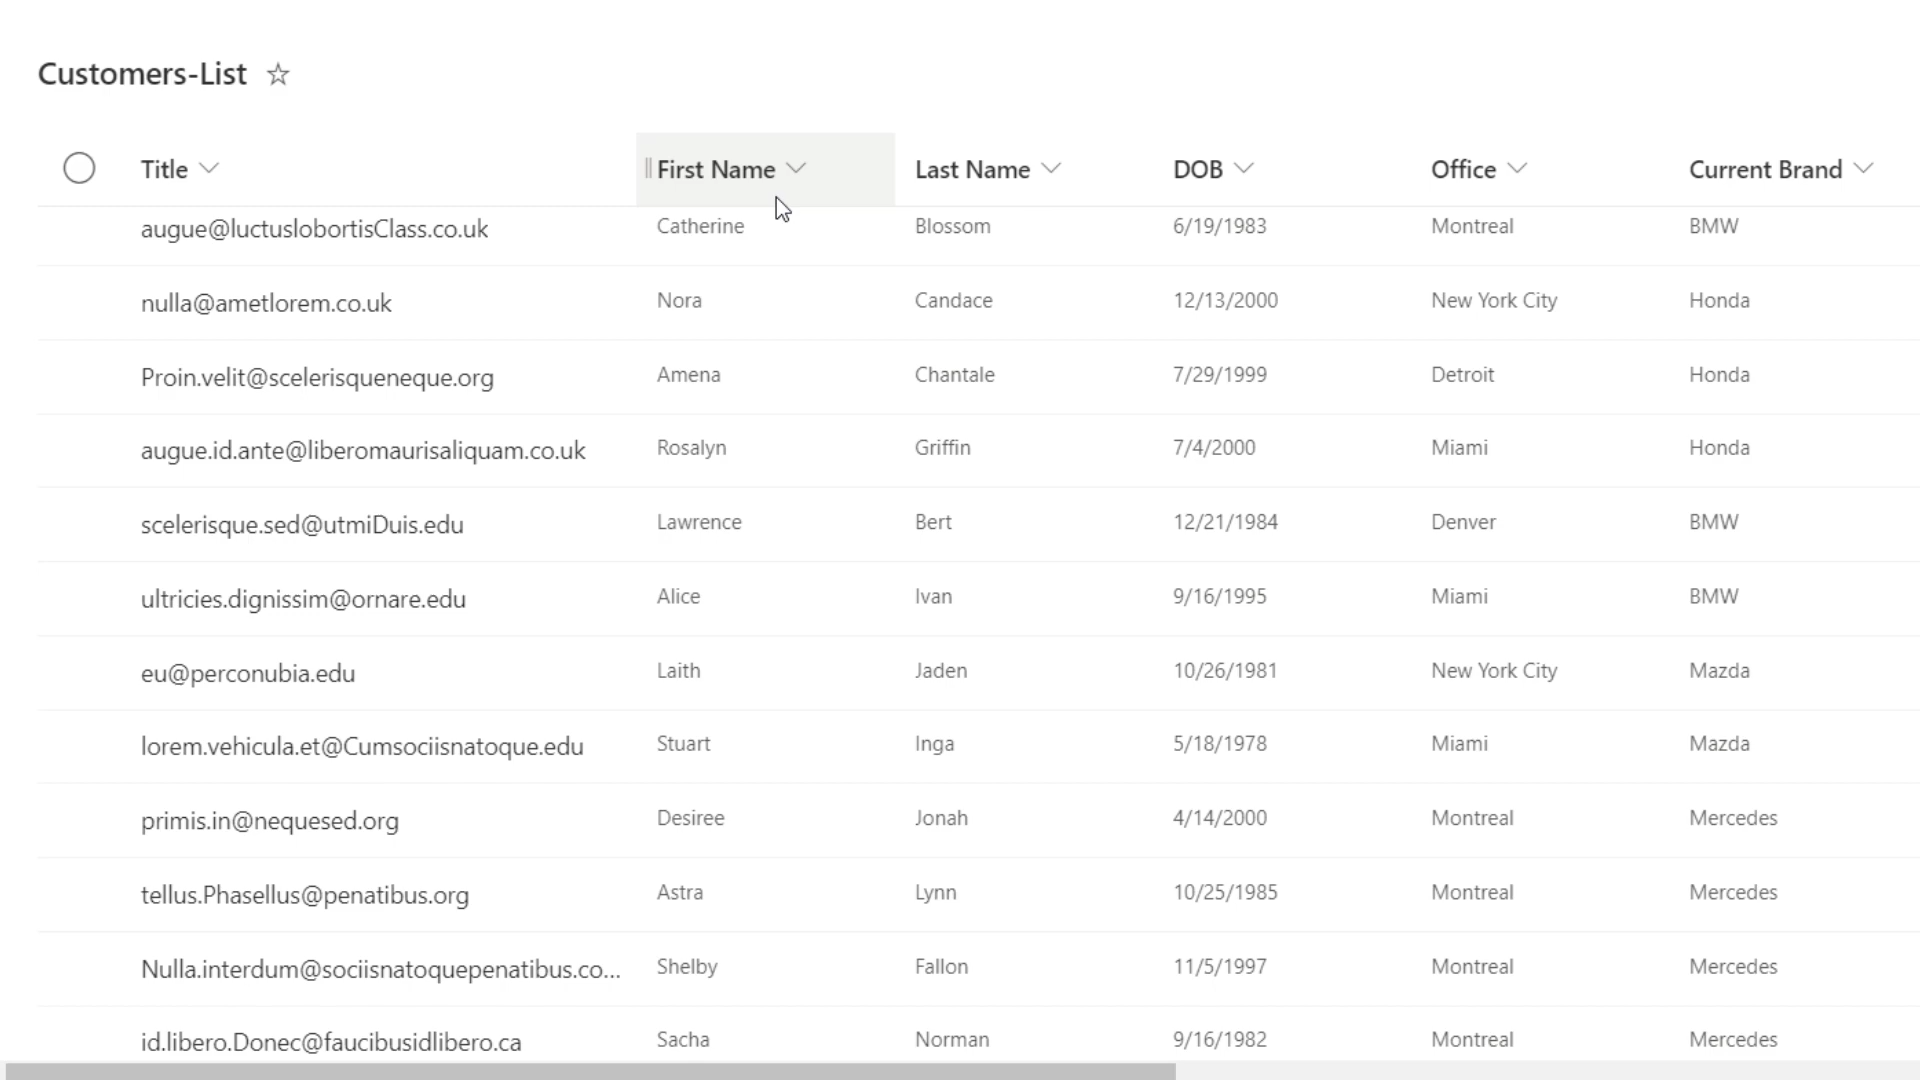 Customers-List
Title First Name Last Name DOB Office Current Brand
augue@luctuslobortisClass.co.uk Catherine Blossom 6/19/1983 Montreal BMW
nulla@ametlorem.co.uk Nora Candace 12/13/2000 New York City Honda
Proin.velit@scelerisqueneque.org Amena Chantale 7/29/1999 Detroit Honda
augue.id.ante@liberomaurisaliquam.co.uk Rosalyn Griffin 7/4/2000 Miami Honda
scelerisque.sed@utmiDuis.edu Lawrence Bert 12/21/1984 Denver BMW
ultricies.dignissim@ornare.edu Alice Ivan 9/16/1995 Miami BMW
eu@perconubia.edu Laith Jaden 10/26/1981 New York City Mazda
lorem.vehicula.et@Cumsociisnatoque.edu Stuart Inga 5/18/1978 Miami Mazda
primis.in@nequesed.org Desiree Jonah 4/14/2000 Montreal Mercedes
tellus.Phasellus@penatibus.org Astra Lynn 10/25/1985 Montreal Mercedes
Nulla.interdum@sociisnatoquepenatibus.co... Shelby Fallon 11/5/1997 Montreal Mercedes
id.libero.Donec@faucibusidlibero.ca Sacha Norman 9/16/1982 Montreal Mercedes